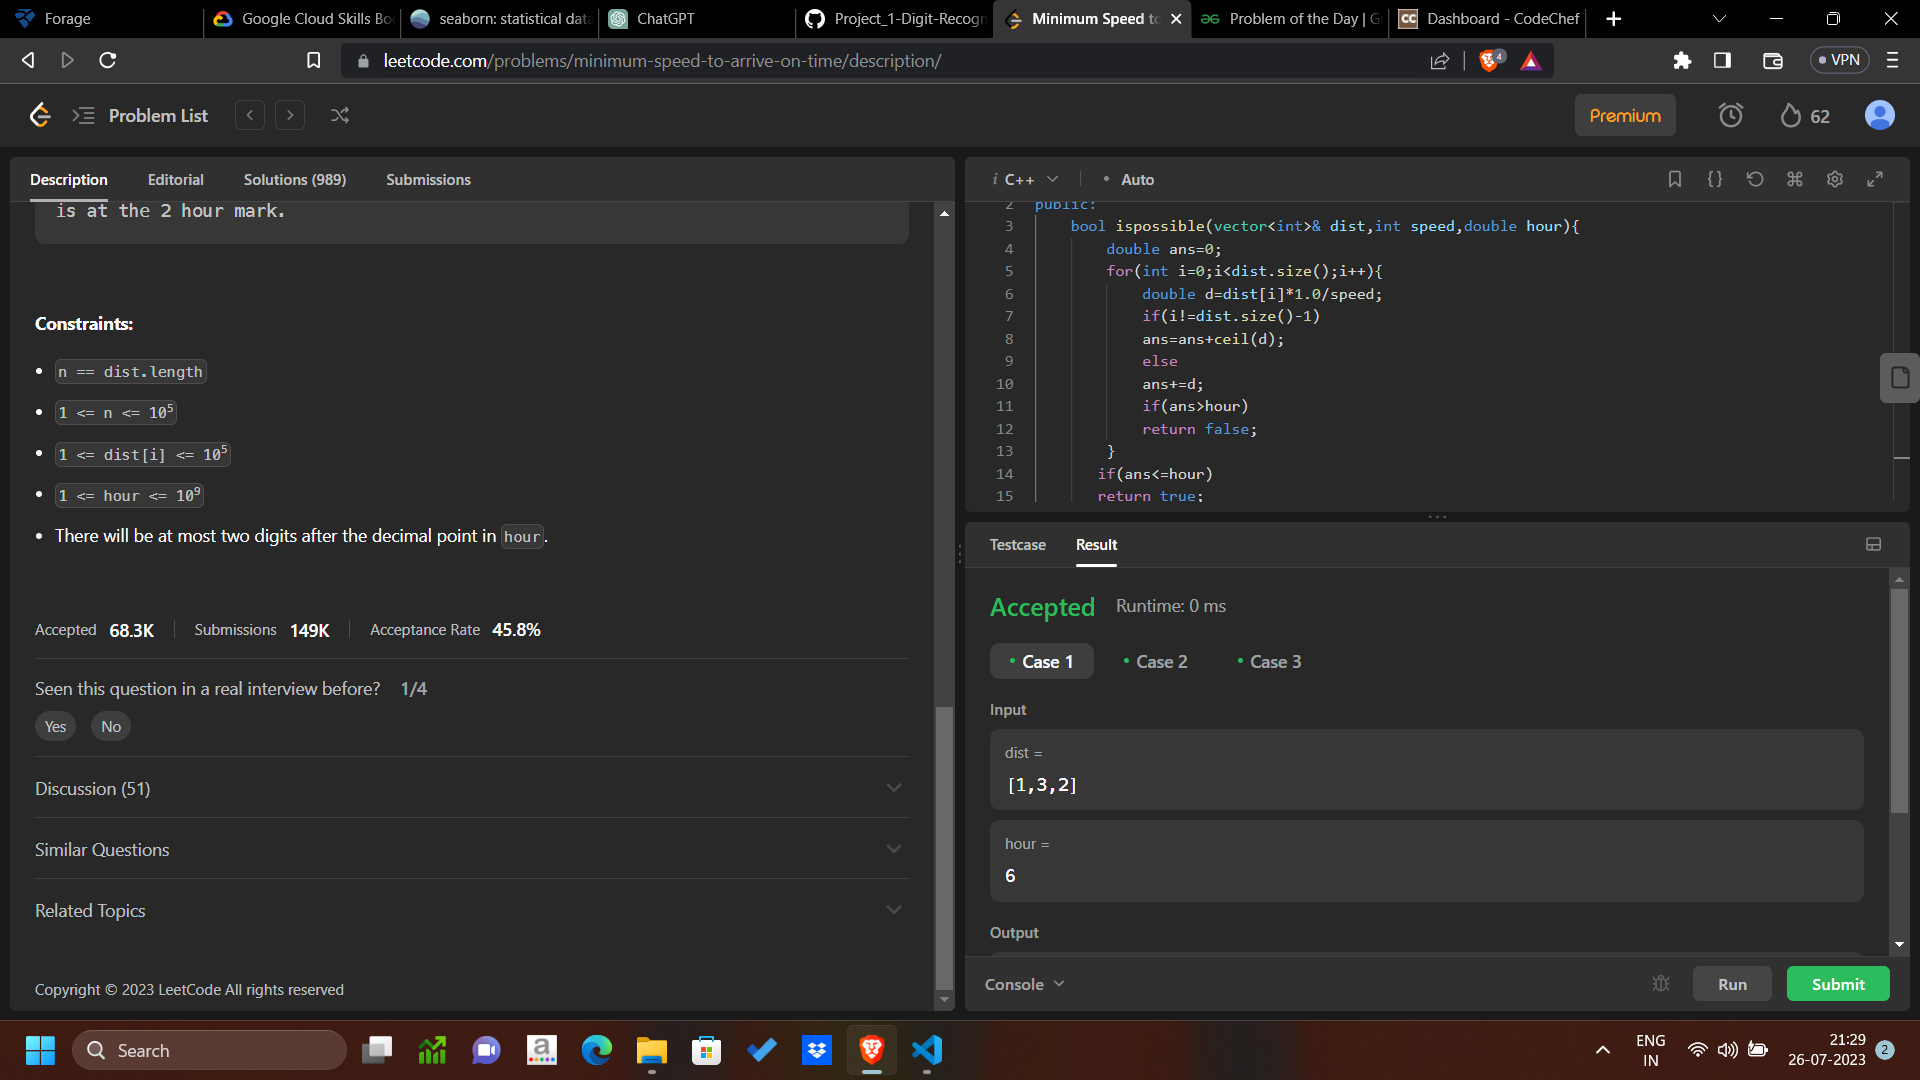 Forage
Google Cloud Skills Bo
seaborn: statistical data
ChatGPT
Project_1-Digit-Recogn
Minimum Speed to
Problem of the Day | G
CC
Dashboard - CodeChef
leetcode.com/problems/minimum-speed-to-arrive-on-time/description/
4
VPN
Problem List
Premium
62
Description
Editorial
Solutions (989)
Submissions
is at the 2 hour mark.
Constraints:
n == dist.length
1 <= n <= 10⁵
1 <= dist[i] <= 10⁵
1 <= hour <= 10⁹
There will be at most two digits after the decimal point in hour.
Accepted 68.3K Submissions 149K Acceptance Rate 45.8%
Seen this question in a real interview before? 1/4
Yes No
Discussion (51)
Similar Questions
Related Topics
Copyright © 2023 LeetCode All rights reserved
i C++ • Auto
2 public:
3 bool ispossible(vector<int>& dist,int speed,double hour){
4 double ans=0;
5 for(int i=0;i<dist.size();i++){
6 double d=dist[i]*1.0/speed;
7 if(i!=dist.size()-1)
8 ans=ans+ceil(d);
9 else
10 ans+=d;
11 if(ans>hour)
12 return false;
13 }
14 if(ans<=hour)
15 return true;
Testcase Result
Accepted Runtime: 0 ms
Case 1 Case 2 Case 3
Input
dist =
[1,3,2]
hour =
6
Output
Console
Run
Submit
Search
a
ENG
IN
21:29
26-07-2023
2